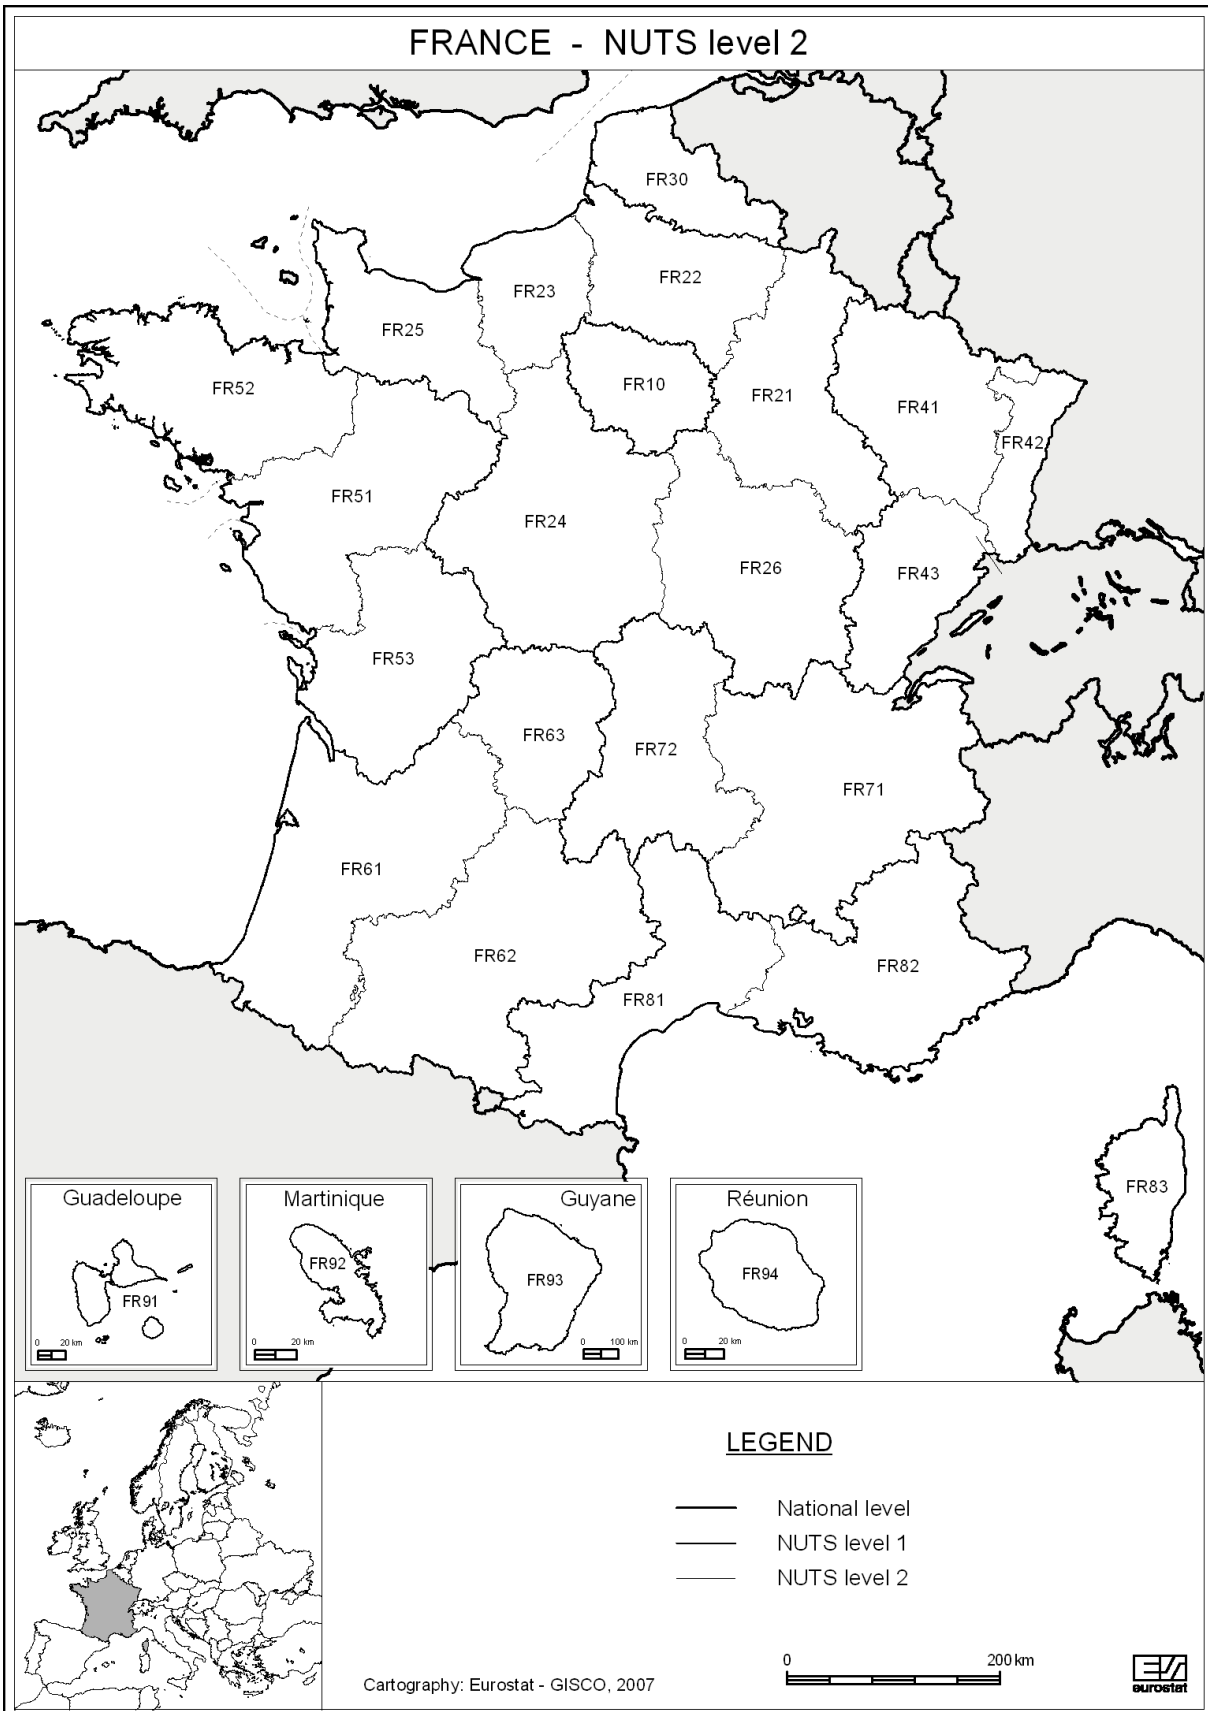 FRANCE - NUTS level 2
FR30
FR22
FR23
FR25
FR10
FR52
FR21
FR41
FR42
FR51
FR24
FR26
FR43
FR53
FR63
FR72
FR71
FR61
FR62
FR82
FR81
FR83
Guadeloupe
FR91
0 20 km
Martinique
FR92
0 20 km
Guyane
FR93
0 100 km
Réunion
FR94
0 20 km
LEGEND
National level
NUTS level 1
NUTS level 2
0 200 km
Cartography: Eurostat - GISCO, 2007
eurostat